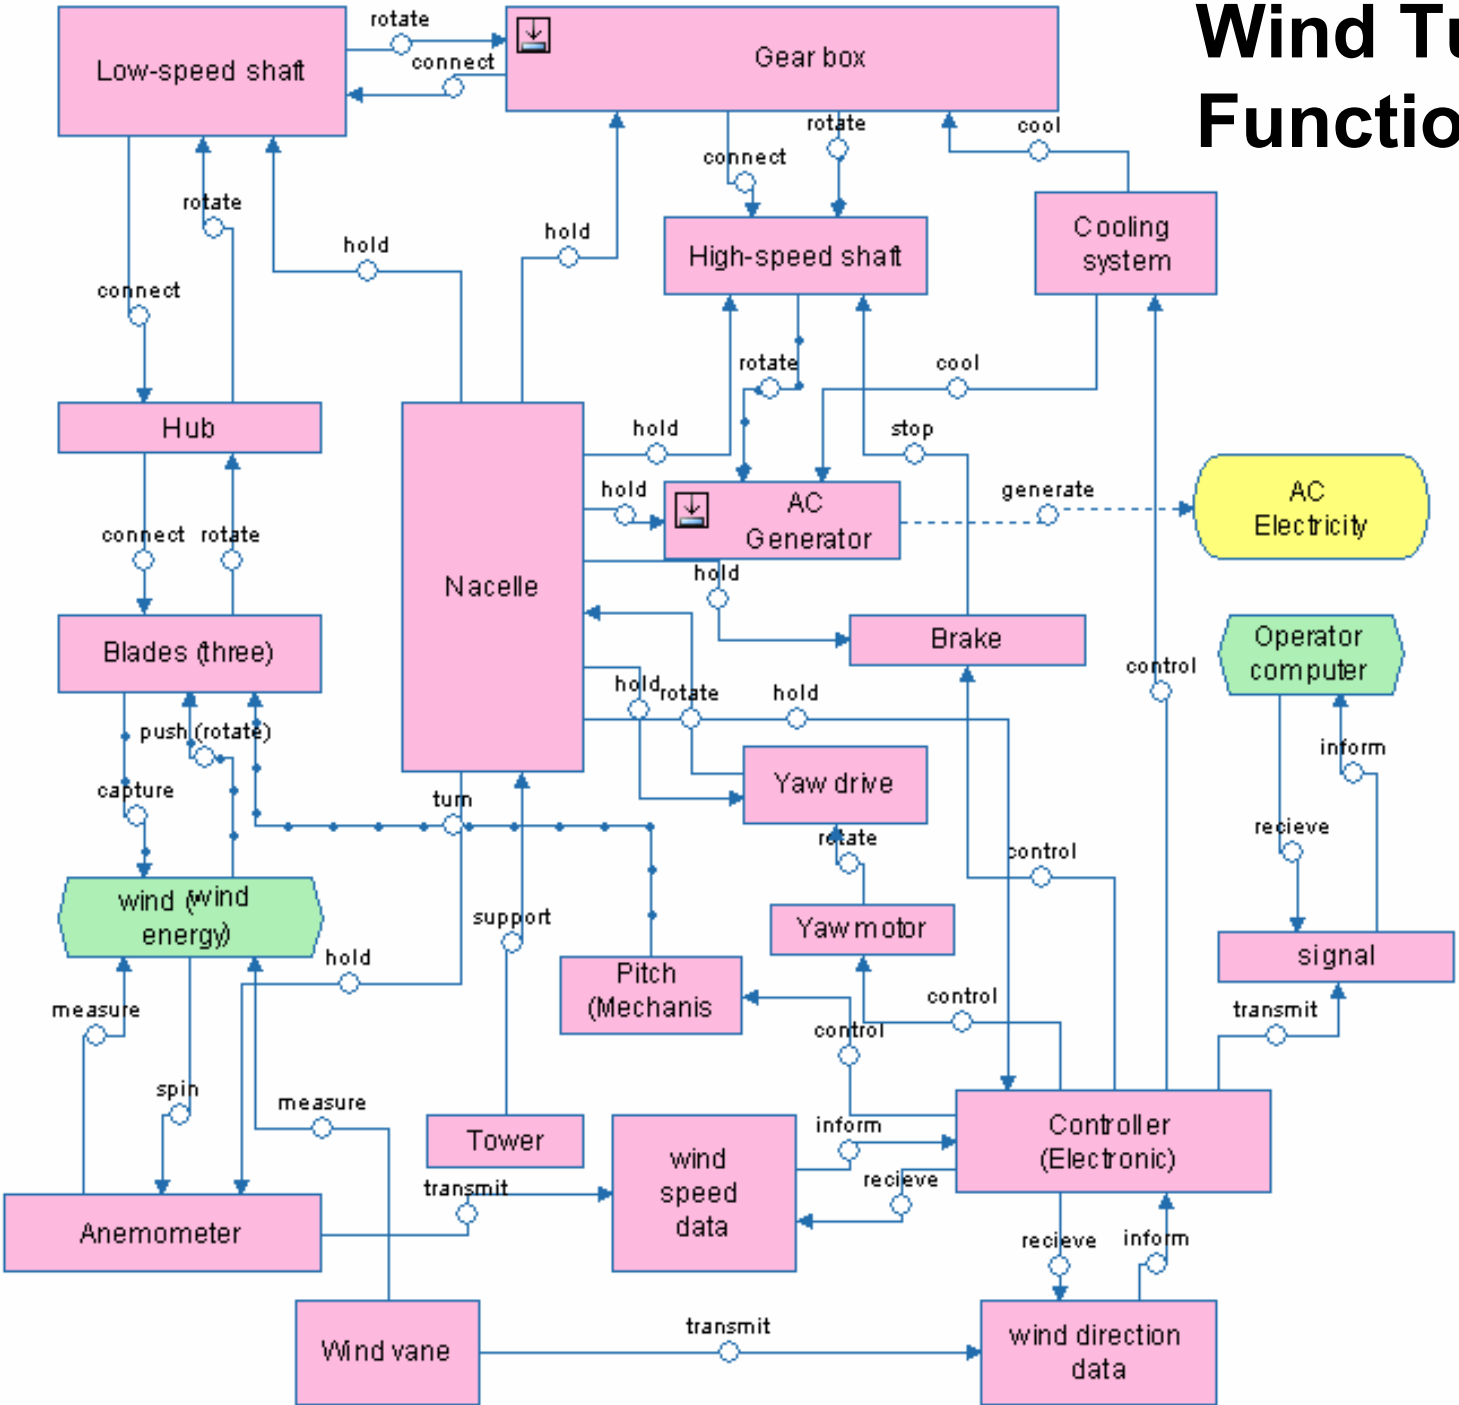 Wind Tu
Functio
rotate
Low-speed shaft
connect
Gear box
rotate
cool
connect
rotate
Cooling
system
hold
hold
High-speed shaft
connect
rotate
cool
Hub
hold
stop
hold
generate
AC
Electricity
AC
Generator
connect rotate
hold
Nacelle
Blades (three)
Brake
Operator
computer
control
hold
rotate
hold
push (rotate)
inform
capture
turn
Yaw drive
rotate
control
recieve
wind (wind
energy)
support
Yaw motor
hold
signal
Pitch
(Mechanis
measure
control
control
transmit
spin
measure
Tower
wind
speed
data
inform
Controller
(Electronic)
transmit
recieve
Anemometer
recieve
inform
transmit
Wind vane
wind direction
data